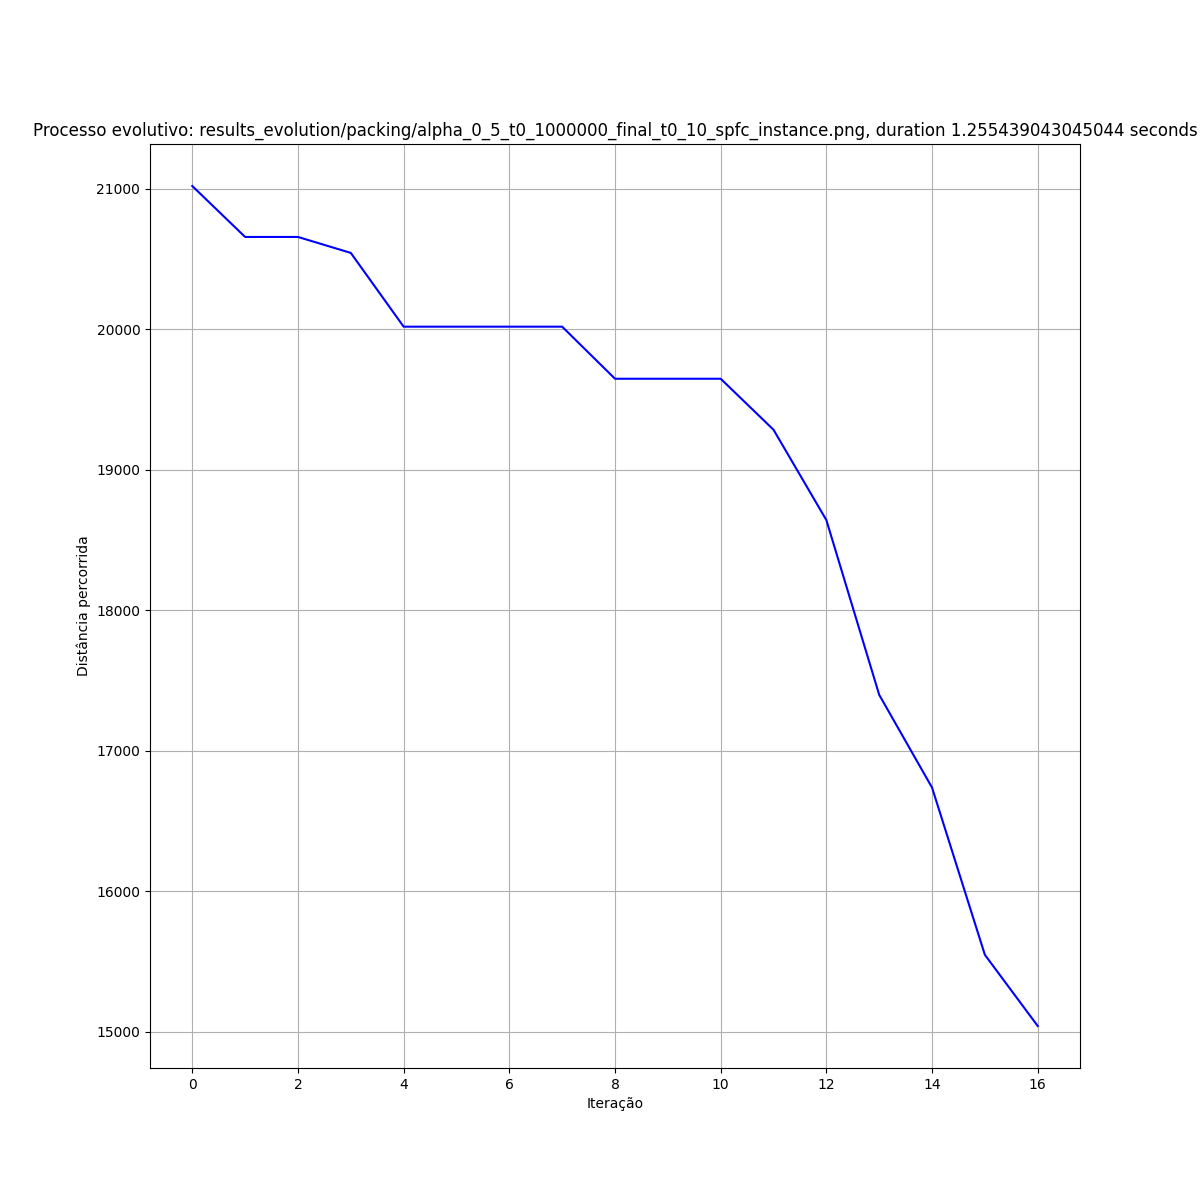 Processo evolutivo: results_evolution/packing/alpha_0_5_t0_1000000_final_t0_10_spfc_instance.png, duration 1.255439043045044 seconds
21000
20000
19000
18000
17000
16000
15000
Distância percorrida
0 2 4 6 8 10 12 14 16
Iteração